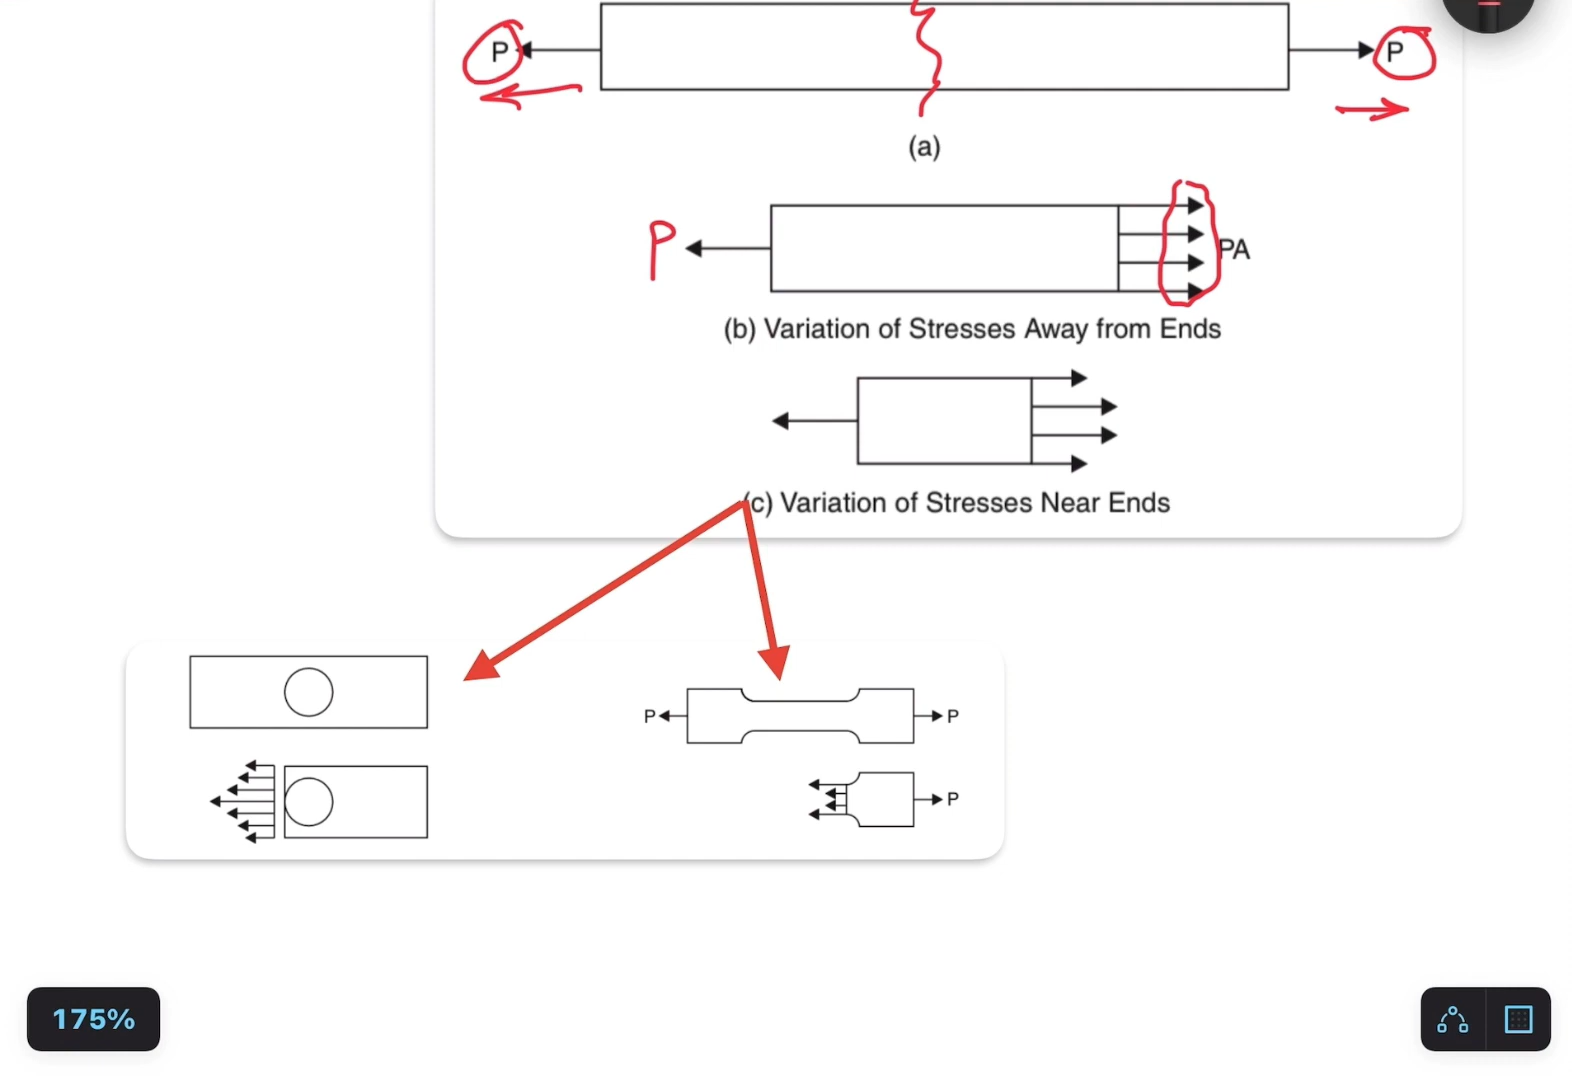 P P
(a)
P PA
(b) Variation of Stresses Away from Ends
(c) Variation of Stresses Near Ends
P P
P
175%